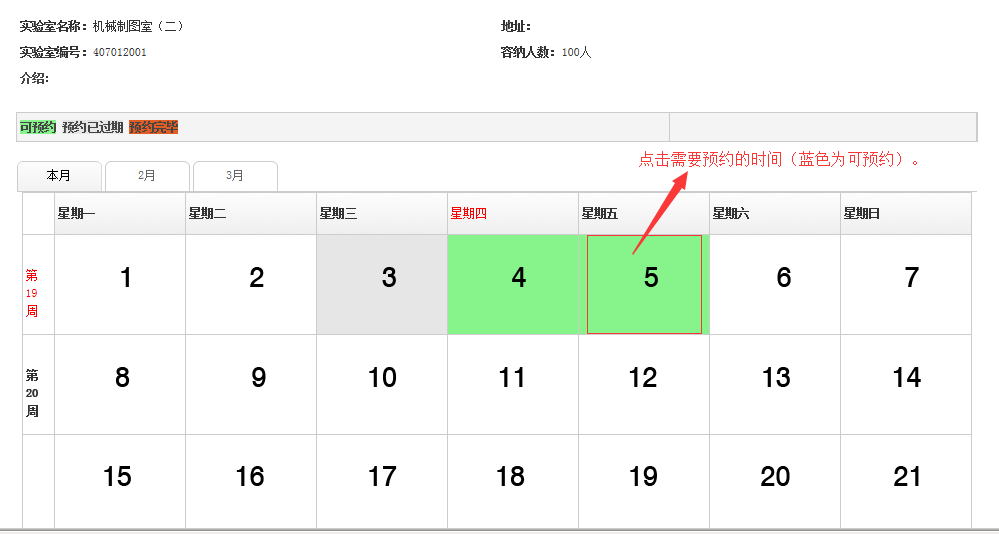 实验室名称：机械制图室（二） 地址：
实验室编号：407012001 容纳人数：100人
介绍：
可预约 预约已过期 预约完毕
点击需要预约的时间（蓝色为可预约）。
本月 2月 3月
星期一 星期二 星期三 星期四 星期五 星期六 星期日
第
19
周
1 2 3 4 5 6 7
第
20
周
8 9 10 11 12 13 14
15 16 17 18 19 20 21